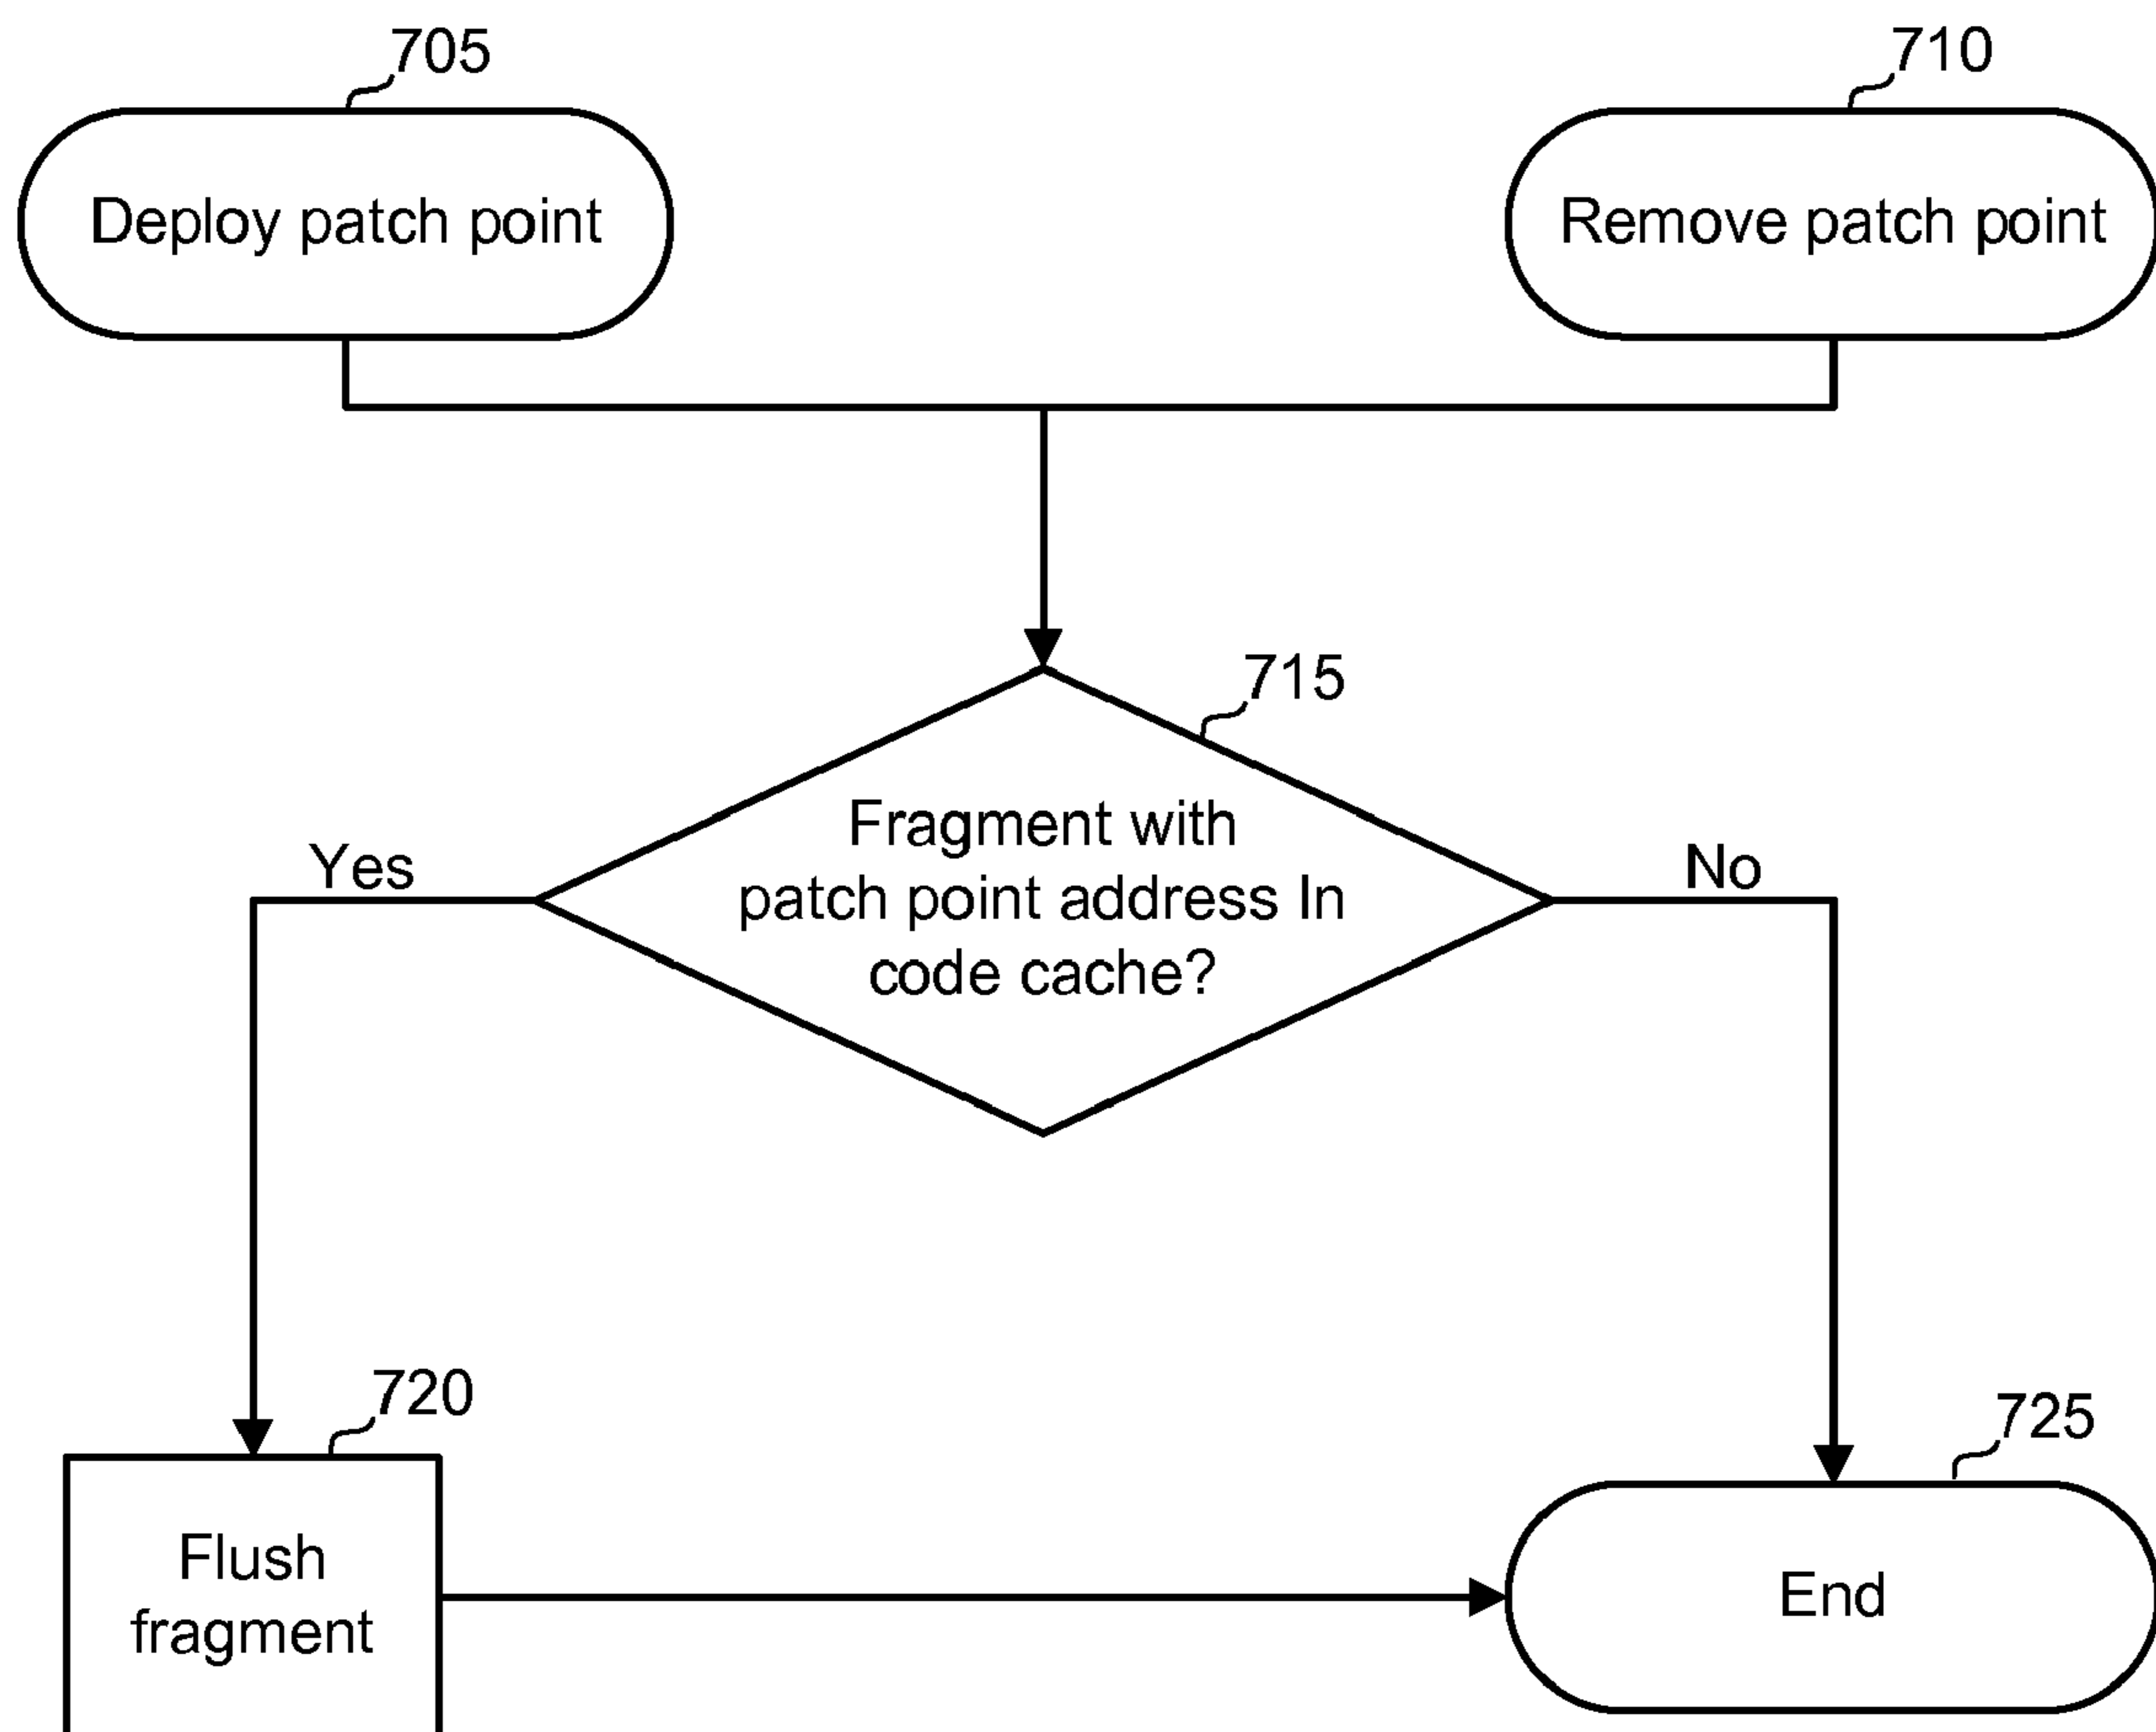 705
710
Deploy patch point
Remove patch point
715
Fragment with
patch point address In
code cache?
Yes
No
720
725
Flush
fragment
End